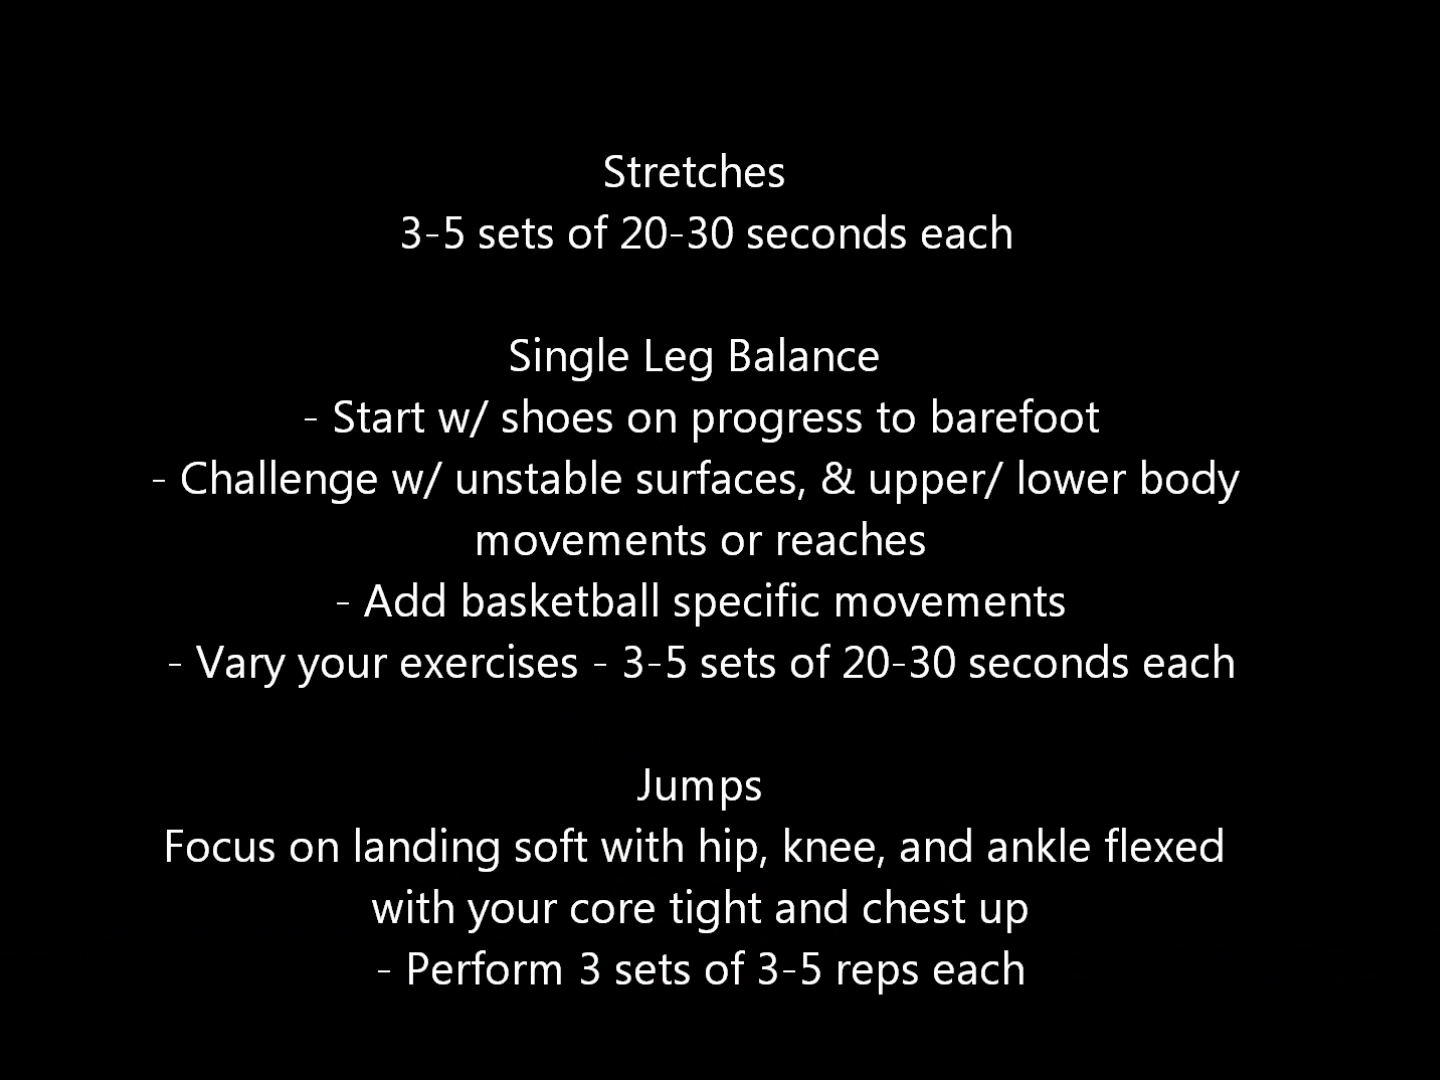 Stretches
3-5 sets of 20-30 seconds each
Single Leg Balance
- Start w/ shoes on progress to barefoot
- Challenge w/ unstable surfaces, & upper/ lower body
movements or reaches
- Add basketball specific movements
- Vary your exercises - 3-5 sets of 20-30 seconds each
Jumps
Focus on landing soft with hip, knee, and ankle flexed
with your core tight and chest up
- Perform 3 sets of 3-5 reps each